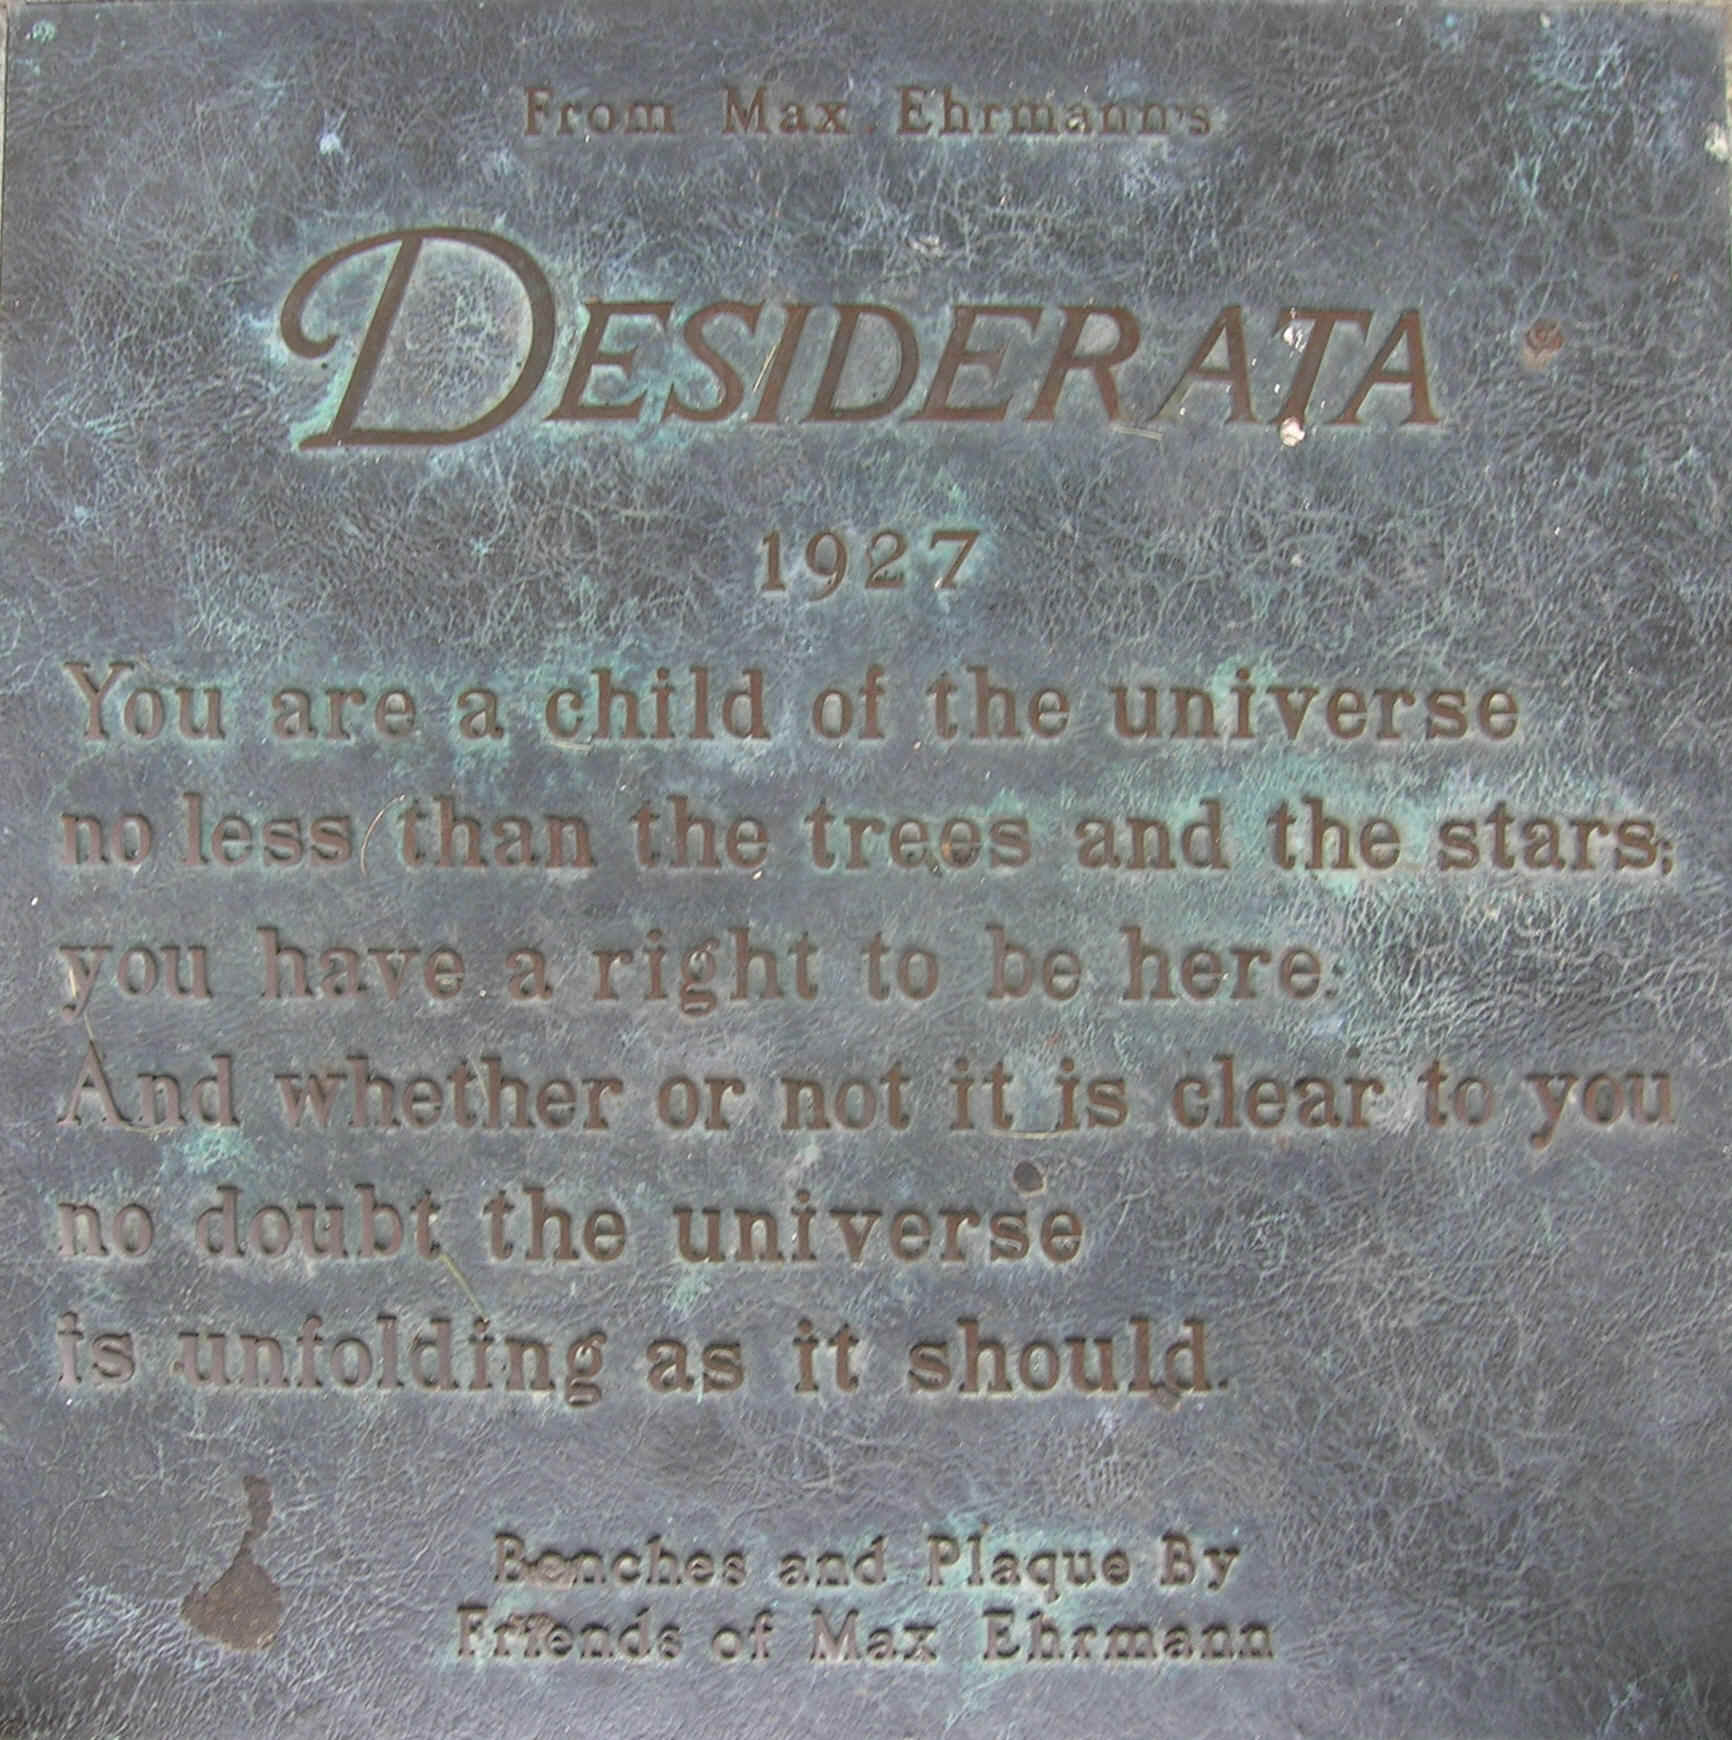 From Max Ehrmann's
DESIDERATA
1927
You are a child of the universe
no less than the trees and the stars;
you have a right to be here.
And whether or not it is clear to you
no doubt the universe
is unfolding as it should.
Benches and Plaque By
Friends of Max Ehrmann